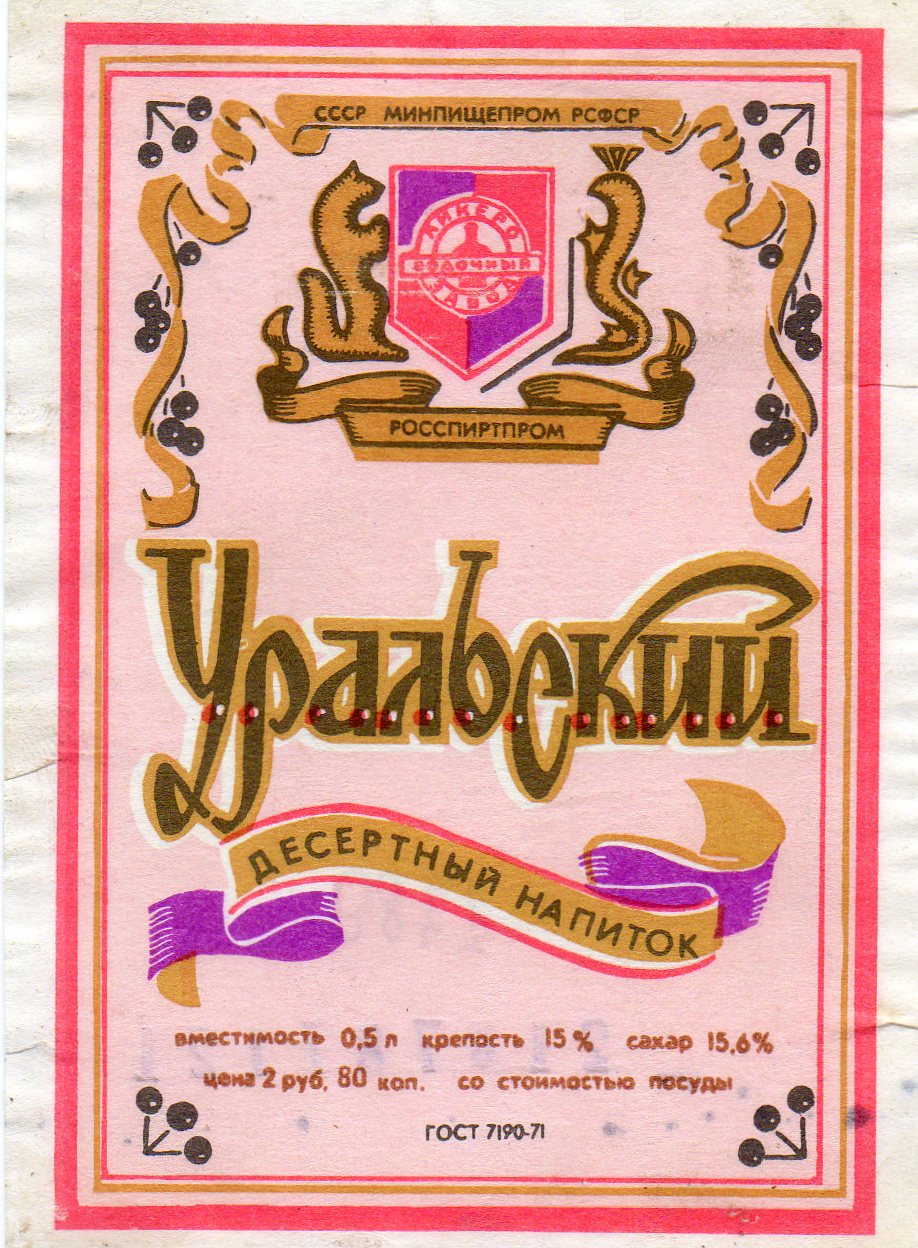 СССР МИНПИЩЕПРОМ РСФСР
ЛИКЕРО
ВОДОЧНЫЙ
ЗАВОД
РОССПИРТПРОМ
Уральский
ДЕСЕРТНЫЙ НАПИТОК
вместимость 0,5 л крепость 15 % сахар 15,6%
цена 2 руб, 80 коп. со стоимостью посуды
ГОСТ 7190-71